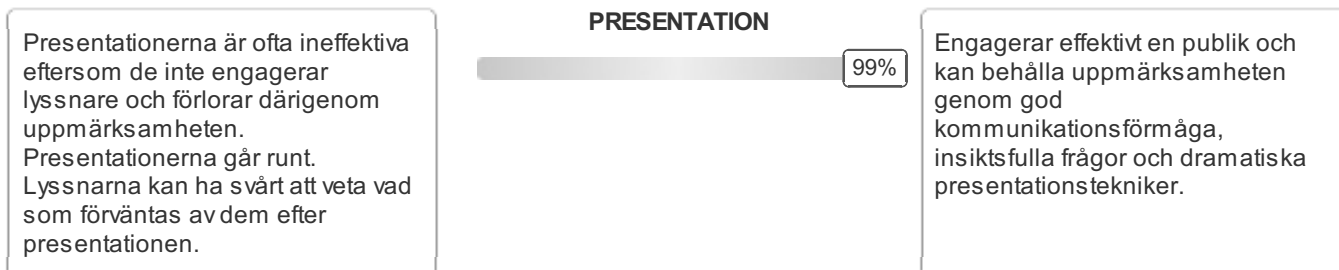 Presentationerna är ofta ineffektiva
eftersom de inte engagerar
lyssnare och förlorar därigenom
uppmärksamheten.
Presentationerna går runt.
Lyssnarna kan ha svårt att veta vad
som förväntas av dem efter
presentationen.
PRESENTATION
99%
Engagerar effektivt en publik och
kan behålla uppmärksamheten
genom god
kommunikationsförmåga,
insiktsfulla frågor och dramatiska
presentationstekniker.